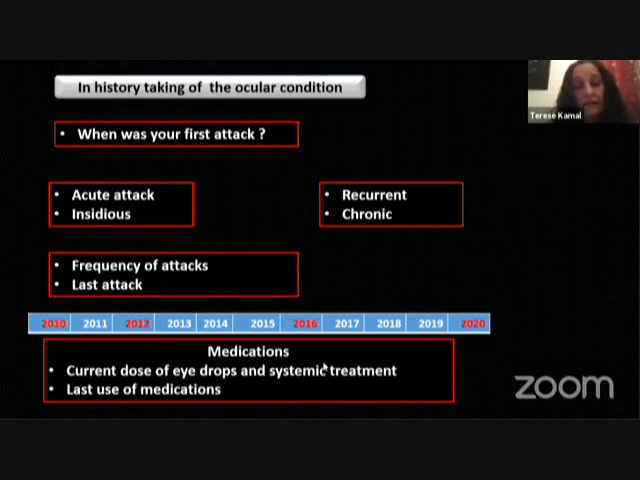 In history taking of the ocular condition
Terese Kamal
• When was your first attack ?
• Acute attack
• Insidious
• Recurrent
• Chronic
• Frequency of attacks
• Last attack
2010 2011 2012 2013 2014 2015 2016 2017 2018 2019 2020
Medications
• Current dose of eye drops and systemic treatment
• Last use of medications
zoom